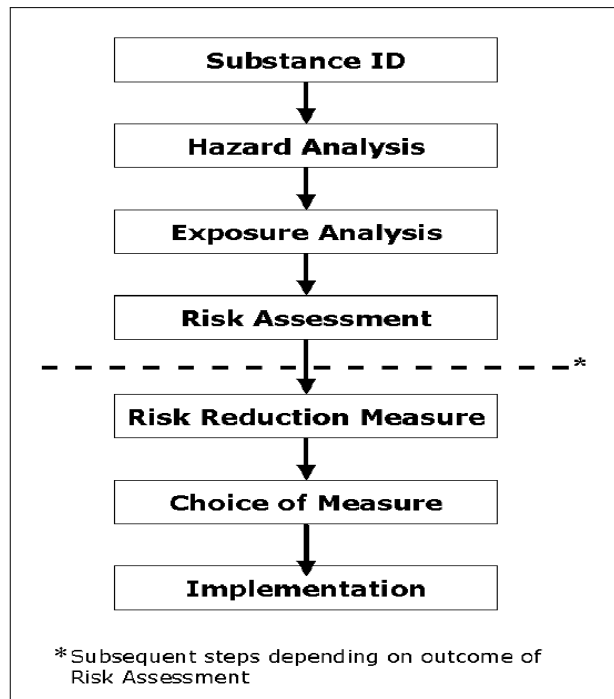 Substance ID
Hazard Analysis
Exposure Analysis
Risk Assessment
*
Risk Reduction Measure
Choice of Measure
Implementation
*Subsequent steps depending on outcome of
Risk Assessment